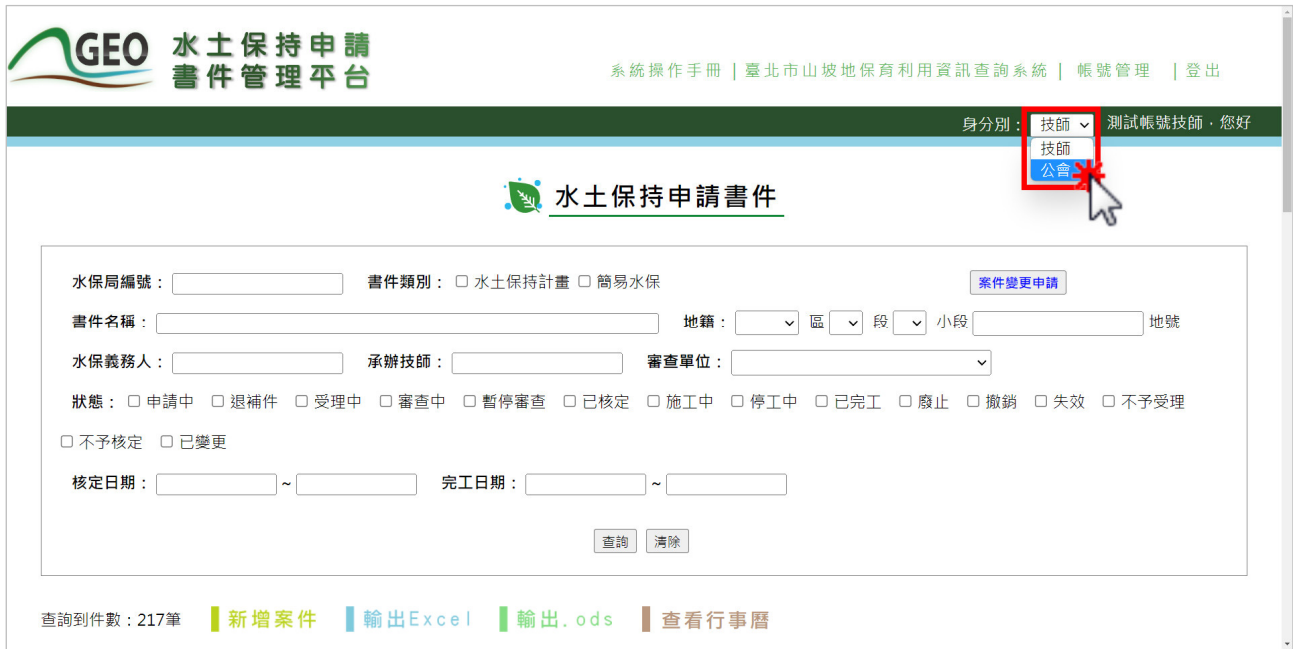 GEO 水土保持申請
書件管理平台
系統操作手冊 | 臺北市山坡地保育利用資訊查詢系統 | 帳號管理 | 登出
身分別： 技師 測試帳號技師，您好
技師
公會
水土保持申請書件
水保局編號： 書件類別： 水土保持計畫 簡易水保 案件變更申請
書件名稱： 地籍： 區 段 小段 地號
水保義務人： 承辦技師： 審查單位：
狀態： 申請中 退補件 受理中 審查中 暫停審查 已核定 施工中 停工中 已完工 廢止 撤銷 失效 不予受理
不予核定 已變更
核定日期： ~ 完工日期： ~
查詢 清除
查詢到件數：217筆 新增案件 輸出Excel 輸出.ods 查看行事曆